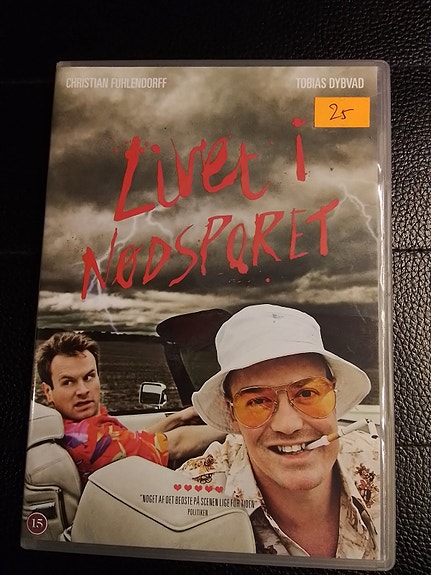 CHRISTIAN FUHLENDORFF
TOBIAS DYBVAD
25
Livet i
NØDSPORET
"NOGET AF DET BEDSTE PÅ SCENEN LIGE FOR TIDEN"
POLITIKEN
15